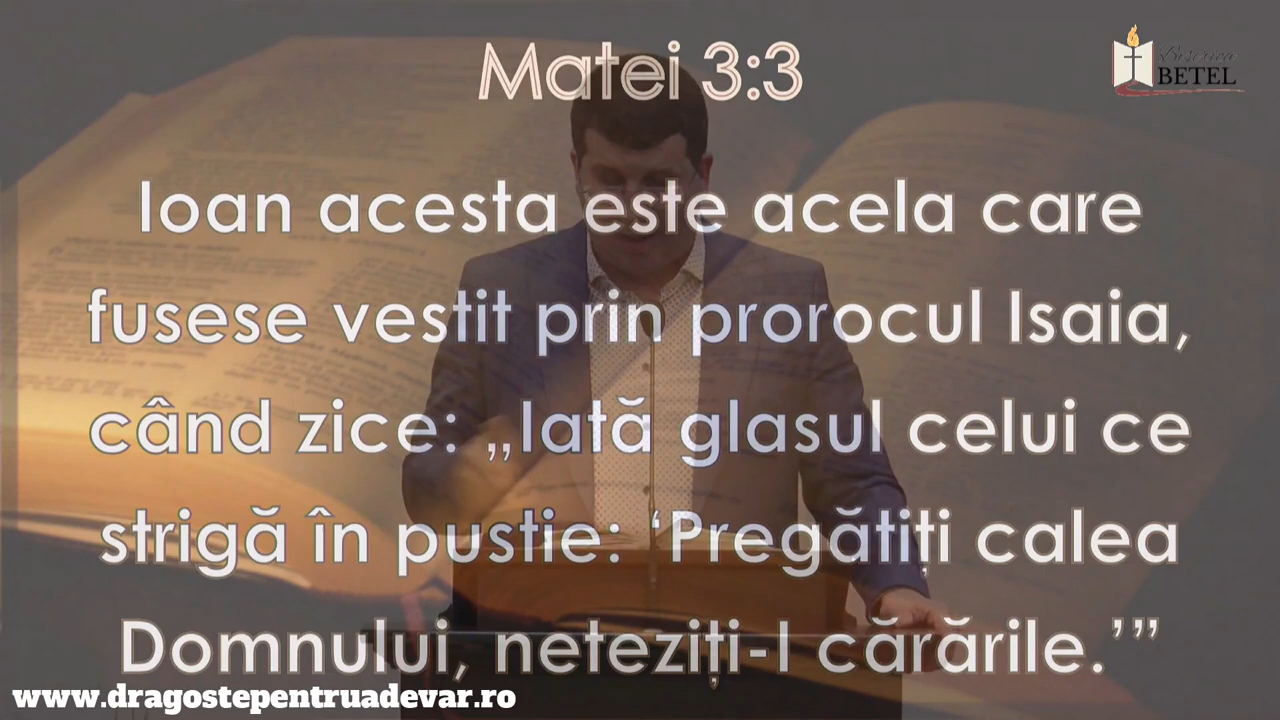 Matei 3:3
Biserica
BETEL
Ioan acesta este acela care
fusese vestit prin prorocul Isaia,
când zice: „Iată glasul celui ce
strigă în pustie: ‘Pregătiți calea
Domnului, neteziți-I cărările.’”
www.dragostepentruadevar.ro